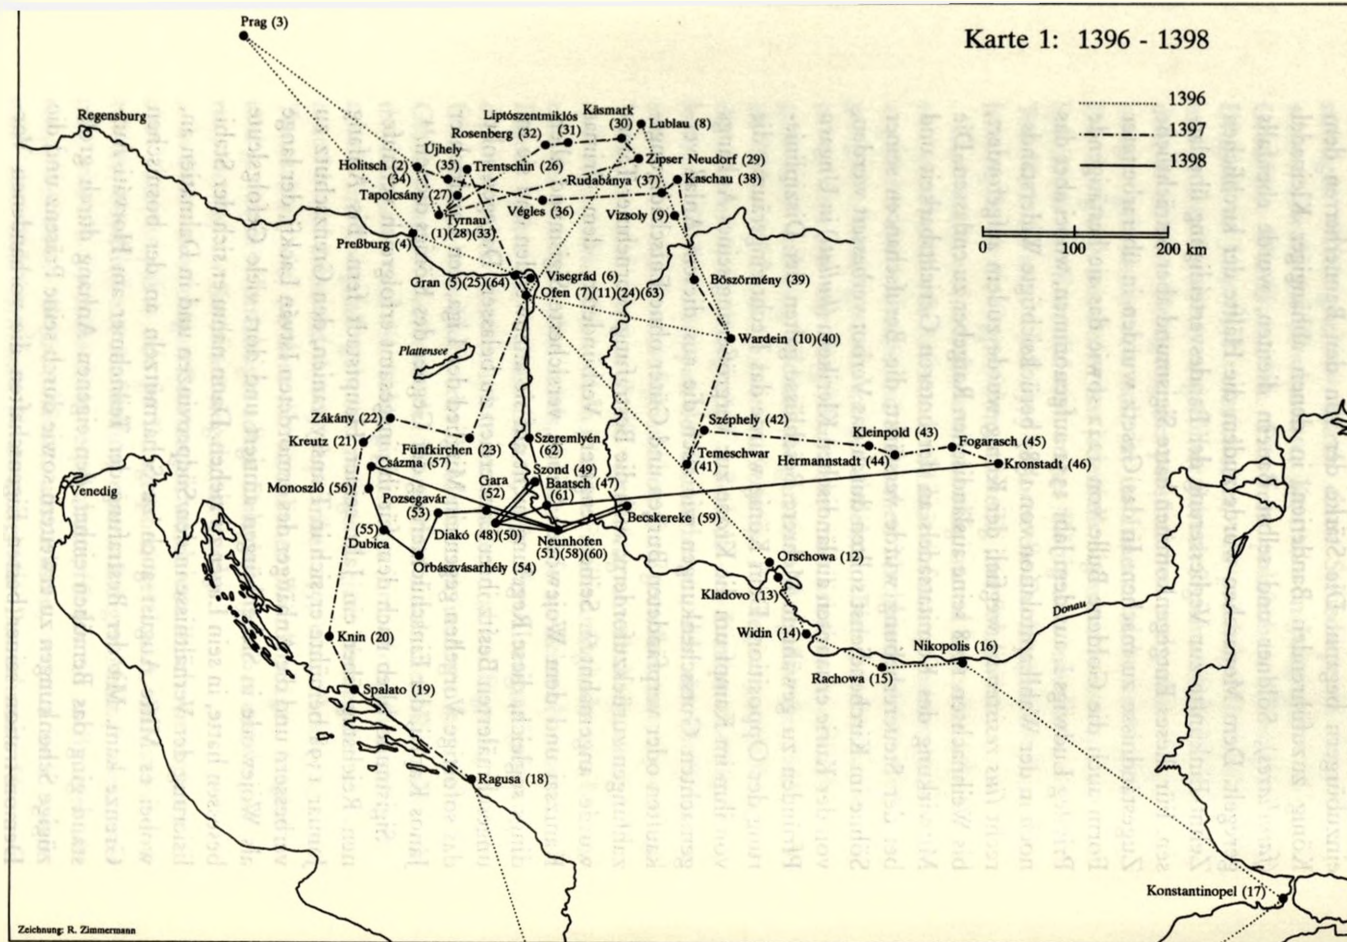 Karte 1: 1396 - 1398
1396
1397
1398
0 100 200 km
Prag (3)
Regensburg
Liptószentmiklós
(31)
Käsmark
(30)
Lublau (8)
Rosenberg (32)
Újhely
(35)
Trentschin (26)
Zipser Neudorf (29)
Holitsch (2)
(34)
Rudabánya (37)
Kaschau (38)
Tapolcsány (27)
Végles (36)
Vizsoly (9)
Tyrnau
(1)(28)(33)
Preßburg (4)
Gran (5)(25)(64)
Visegrád (6)
Ofen (7)(11)(24)(63)
Böszörmény (39)
Wardein (10)(40)
Plattensee
Zákány (22)
Kreutz (21)
Fünfkirchen (23)
Szeremlyén
(62)
Széphely (42)
Kleinpold (43)
Fogarasch (45)
Hermannstadt (44)
Kronstadt (46)
Temeschwar
(41)
Császma (57)
Szond (49)
Gara
(52)
Baatsch (47)
(61)
Venedig
Monoszló (56)
Pozsegavár
(53)
Becskereke (59)
(55)
Dubica
Diakó (48)(50)
Neunhofen
(51)(58)(60)
Orbászvásarhély (54)
Orschowa (12)
Kladovo (13)
Donau
Knin (20)
Widin (14)
Nikopolis (16)
Rachowa (15)
Spalato (19)
Ragusa (18)
Konstantinopel (17)
Zeichnung: R. Zimmermann